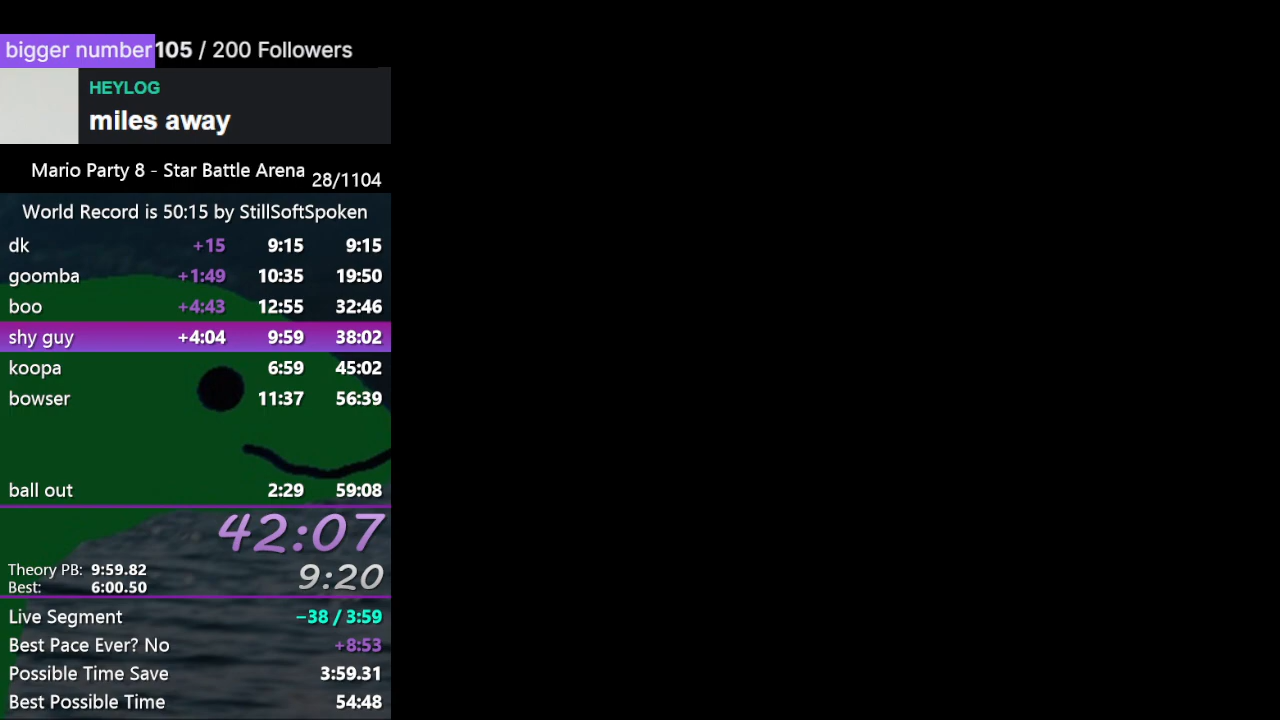 bigger number 105 / 200 Followers
HEYLOG
miles away
Mario Party 8 - Star Battle Arena 28/1104
World Record is 50:15 by StillSoftSpoken
dk +15 9:15 9:15
goomba +1:49 10:35 19:50
boo +4:43 12:55 32:46
shy guy +4:04 9:59 38:02
koopa 6:59 45:02
bowser 11:37 56:39
ball out 2:29 59:08
42:07
Theory PB: 9:59.82
Best: 6:00.50
9:20
Live Segment −38 / 3:59
Best Pace Ever? No +8:53
Possible Time Save 3:59.31
Best Possible Time 54:48